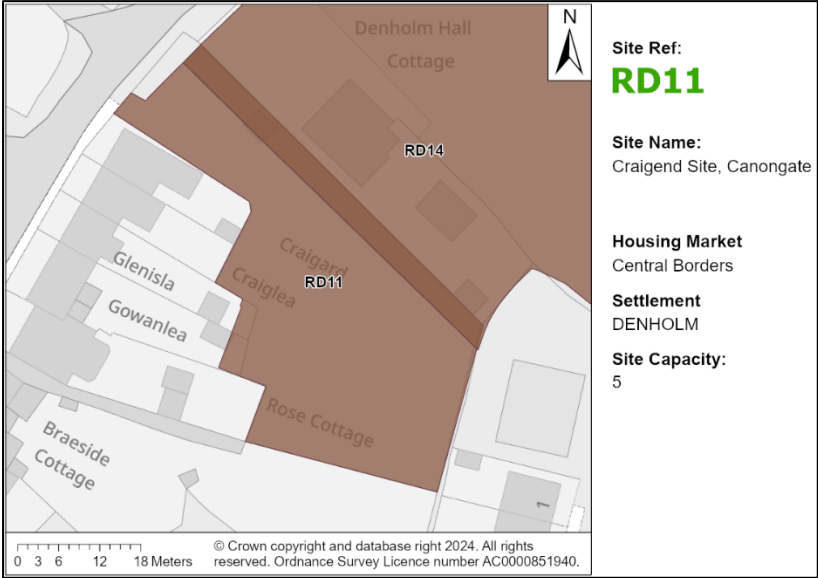 Denholm Hall
Cottage
N
RD14
Craigard
Craiglea
RD11
Glenisla
Gowanlea
Rose Cottage
Braeside
Cottage
1
0 3 6 12 18 Meters
© Crown copyright and database right 2024. All rights
reserved. Ordnance Survey Licence number AC0000851940.
Site Ref:
RD11
Site Name:
Craigend Site, Canongate
Housing Market
Central Borders
Settlement
DENHOLM
Site Capacity:
5